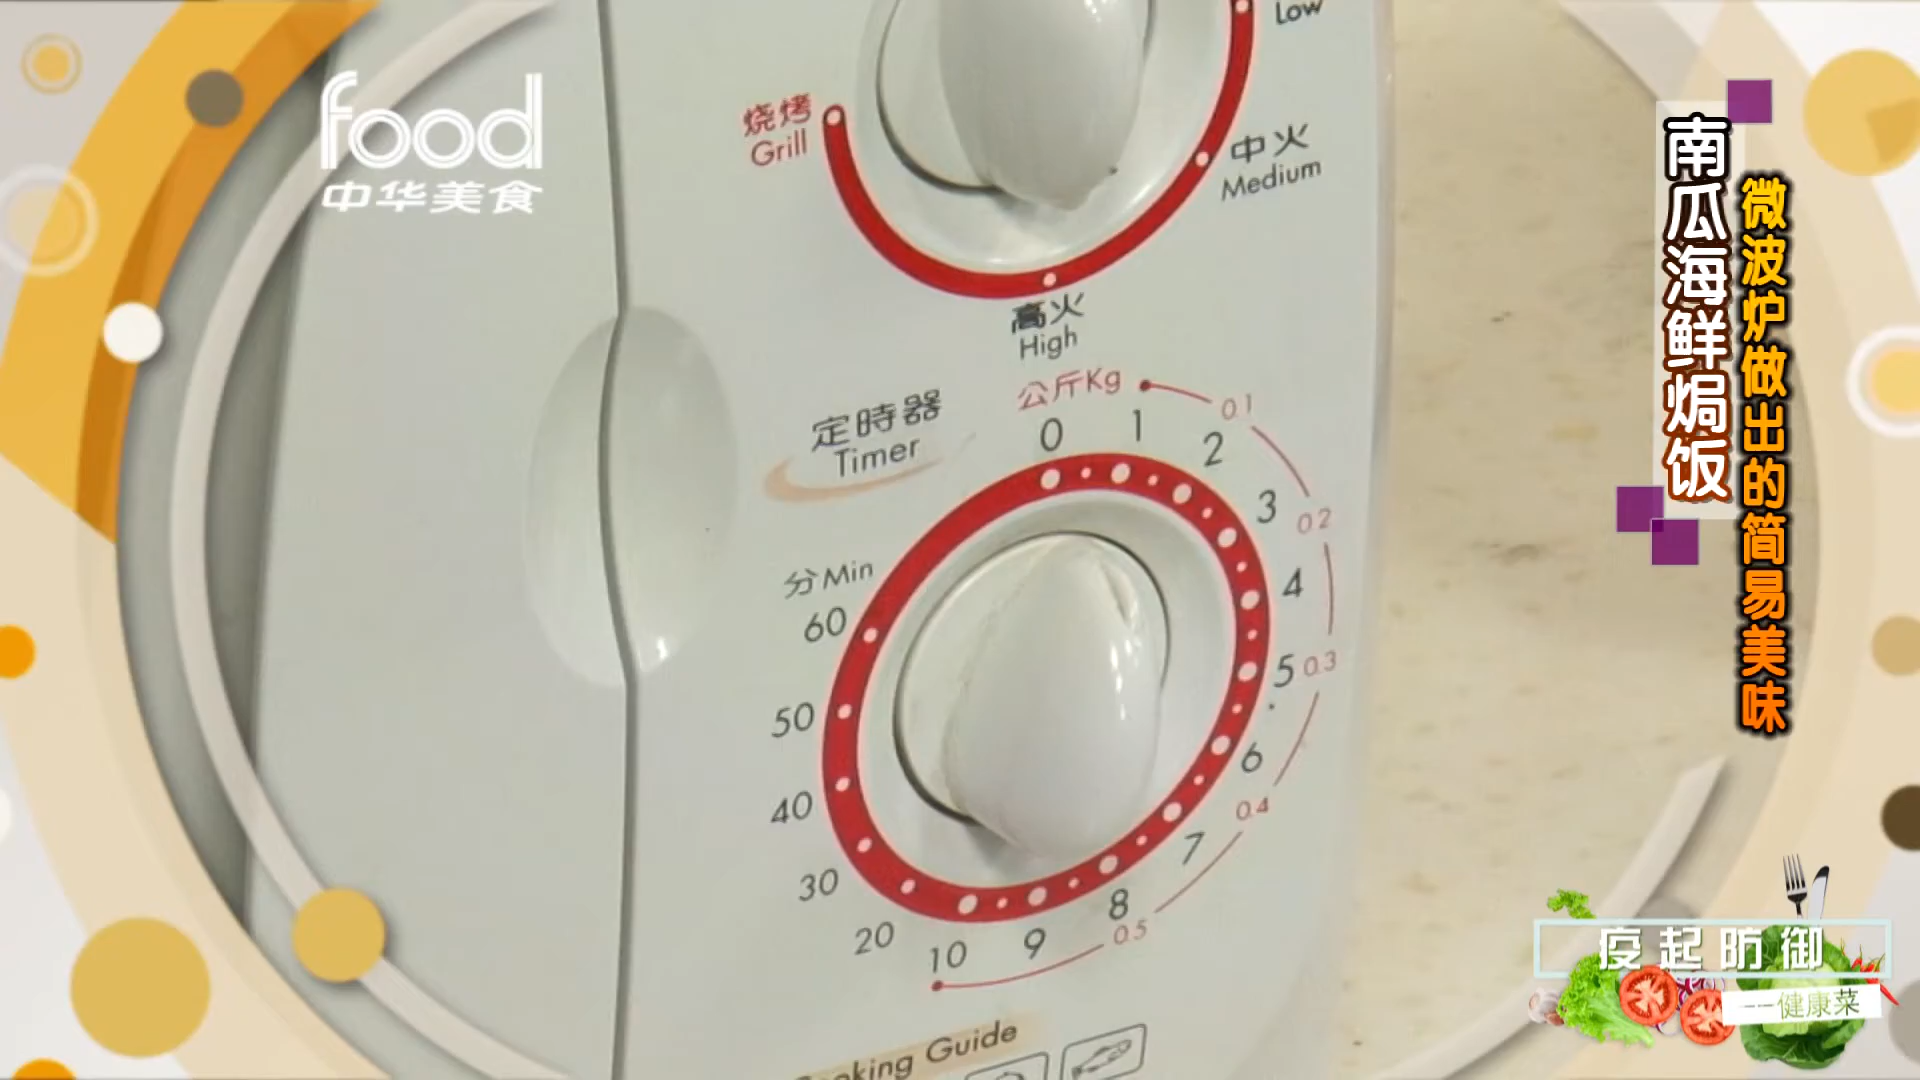 Low
烧烤
Grill
food
中华美食
中火
Medium
高火
High
公斤Kg
定時器
Timer
0
1
2
3
4
5
6
7
8
9
10
20
30
40
50
60
分Min
0.1
0.2
0.3
0.4
0.5
Cooking Guide
南瓜海鲜焗饭
微波炉做出的简易美味
疫起防御
--健康菜